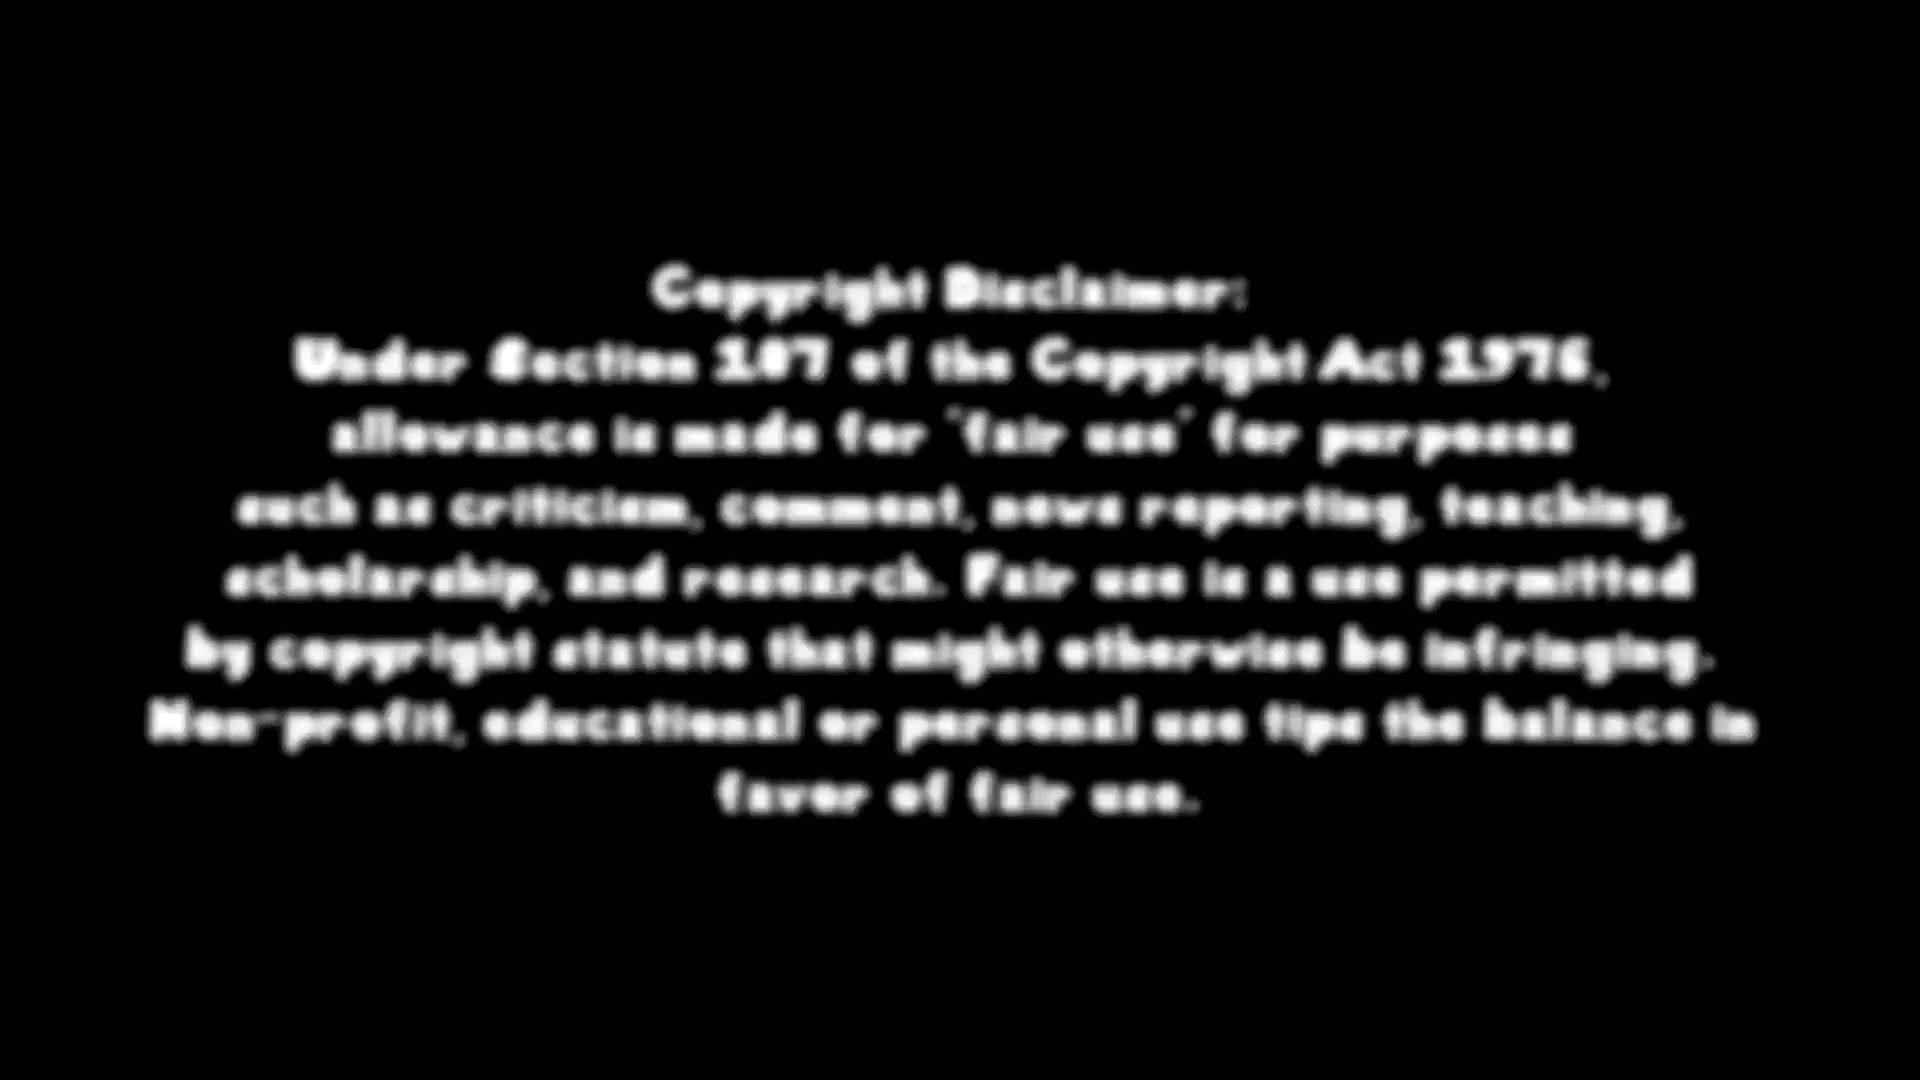 Copyright Disclaimer:
Under Section 107 of the Copyright Act 1976,
allowance is made for "fair use" for purposes
such as criticism, comment, news reporting, teaching,
scholarship, and research. Fair use is a use permitted
by copyright statute that might otherwise be infringing.
Non-profit, educational or personal use tips the balance in
favor of fair use.